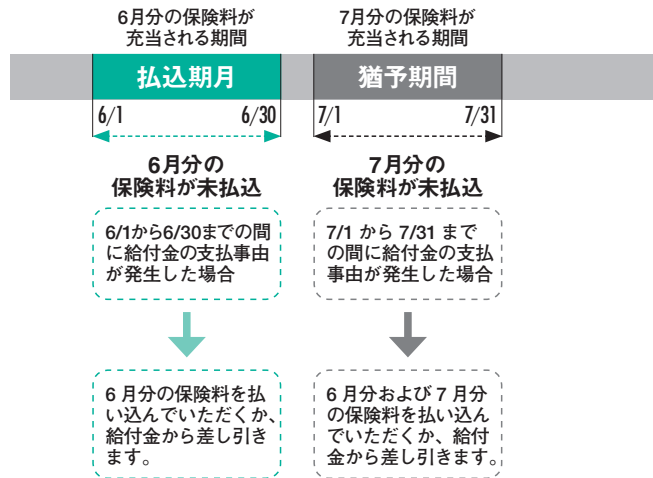 6月分の保険料が
充当される期間
払込期月
6/1 6/30
6月分の
保険料が未払込
6/1から6/30までの間
に給付金の支払事由
が発生した場合
6月分の保険料を払
い込んでいただくか、
給付金から差し引き
ます。
7月分の保険料が
充当される期間
猶予期間
7/1 7/31
7月分の
保険料が未払込
7/1 から 7/31 まで
の間に給付金の支払
事由が発生した場合
6 月分および 7 月分
の保険料を払い込ん
でいただくか、給付
金から差し引きます。